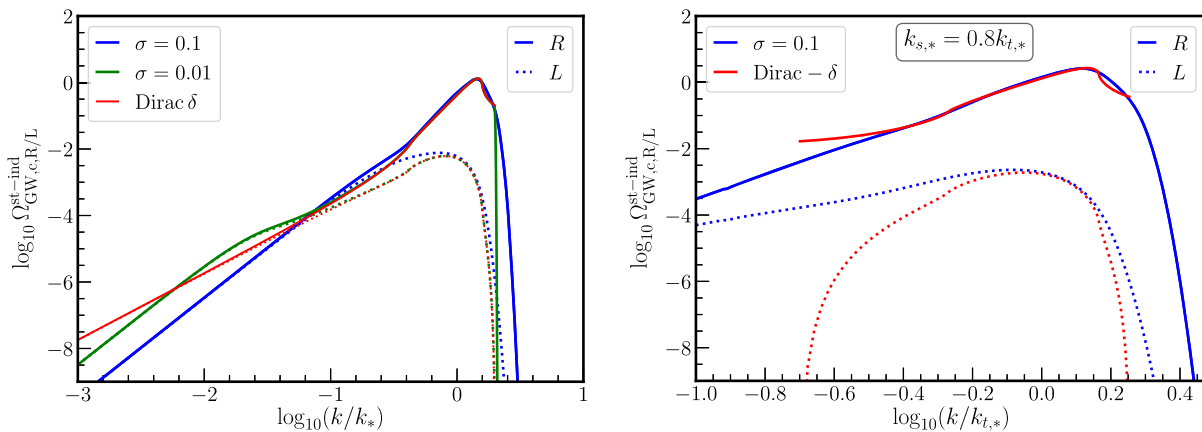 2
0
−2
−4
−6
−8
log₁₀ Ω^{st−ind}_{GW,c,R/L}
σ = 0.1
σ = 0.01
Dirac δ
R
L
−3
−2
−1
0
1
log₁₀(k/k_*)
2
0
−2
−4
−6
−8
log₁₀ Ω^{st−ind}_{GW,c,R/L}
σ = 0.1
Dirac − δ
k_{s,*} = 0.8k_{t,*}
R
L
−1.0
−0.8
−0.6
−0.4
−0.2
0.0
0.2
0.4
log₁₀(k/k_{t,*})